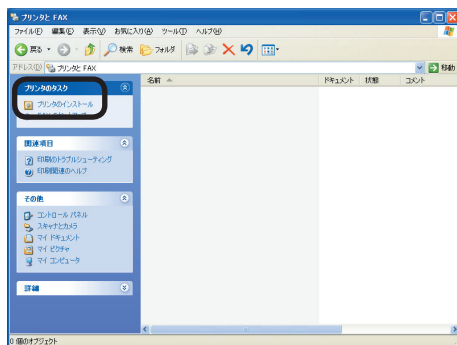 プリンタと FAX
ファイル(F) 編集(E) 表示(V) お気に入り(A) ツール(T) ヘルプ(H)
戻る 検索 フォルダ
アドレス(D) プリンタと FAX 移動
プリンタのタスク
プリンタのインストール
関連項目
印刷のトラブルシューティング
印刷関連のヘルプ
その他
コントロール パネル
スキャナとカメラ
マイ ドキュメント
マイ ピクチャ
マイ コンピュータ
詳細
名前 ドキュメント 状態 コメント
0 個のオブジェクト